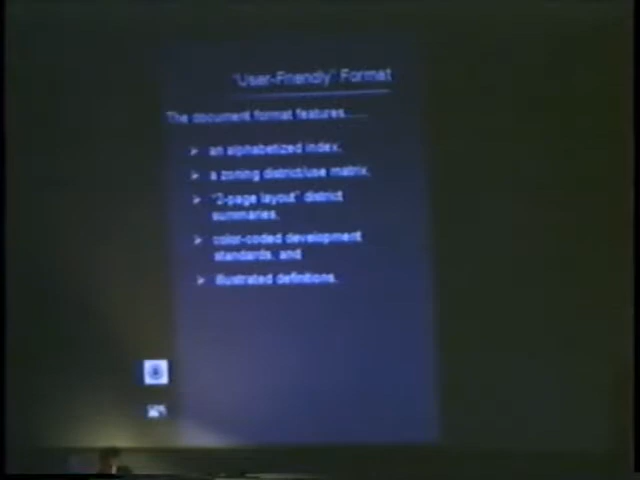 "User-Friendly" Format
The document format features.....
➢ an alphabetized index,
➢ a zoning district/use matrix,
➢ "2-page layout" district
summaries,
➢ color-coded development
standards, and
➢ illustrated definitions.